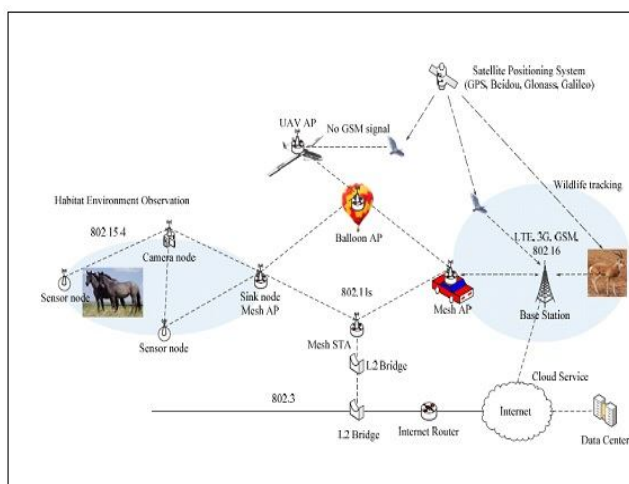 Satellite Positioning System
(GPS, Beidou, Glonass, Galileo)
UAV AP
No GSM signal
Wildlife tracking
Habitat Environment Observation
802.15.4
Camera node
Balloon AP
LTE, 3G, GSM,
802.16
Sensor node
Sink node
Mesh AP
802.11s
Mesh AP
Base Station
Sensor node
Mesh STA
L2 Bridge
Cloud Service
802.3
L2 Bridge
Internet Router
Internet
Data Center